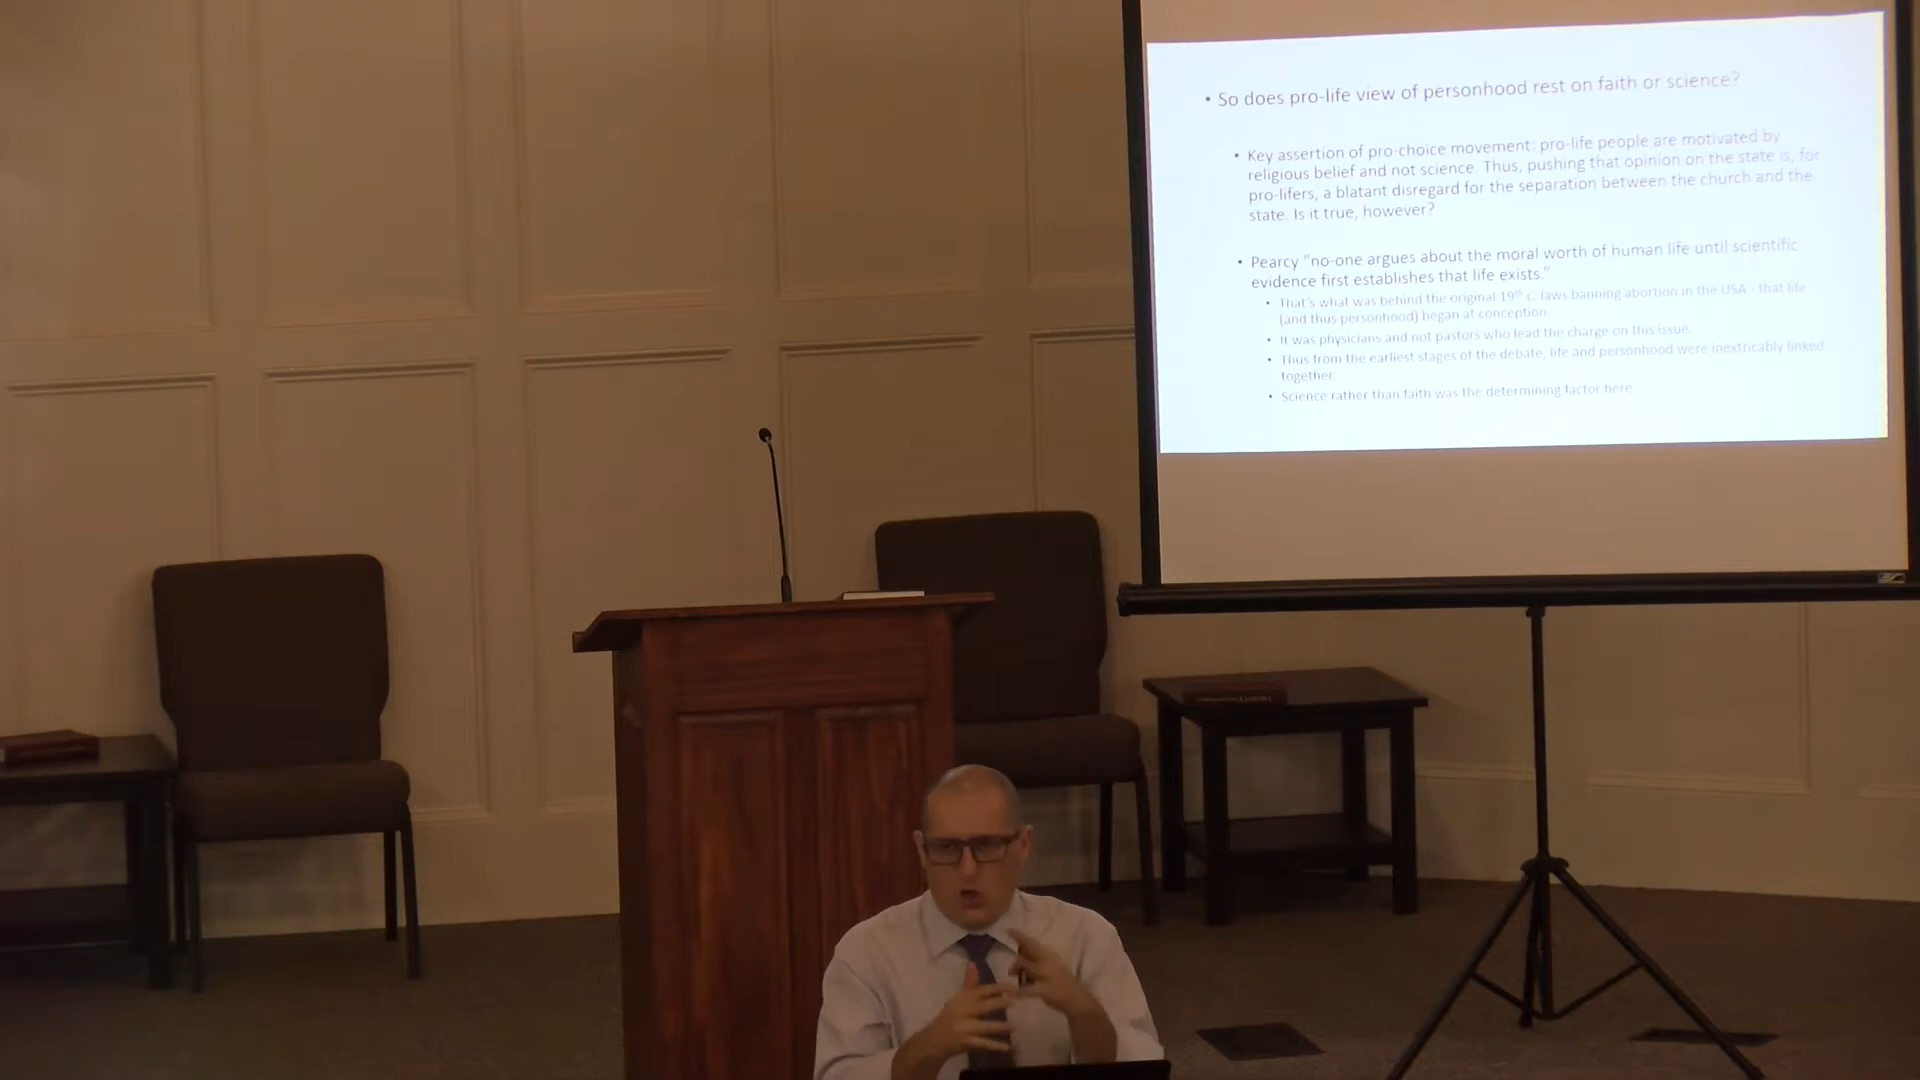 • So does pro-life view of personhood rest on faith or science?
• Key assertion of pro-choice movement: pro-life people are motivated by
religious belief and not science. Thus, pushing that opinion on the state is, for
pro-lifers, a blatant disregard for the separation between the church and the
state. Is it true, however?
• Pearcy "no-one argues about the moral worth of human life until scientific
evidence first establishes that life exists."
• That's what was behind the original 19th c. laws banning abortion in the USA - that life
(and thus personhood) began at conception.
• It was physicians and not pastors who lead the charge on this issue.
• Thus from the earliest stages of the debate, life and personhood were inextricably linked
together.
• Science rather than faith was the determining factor here